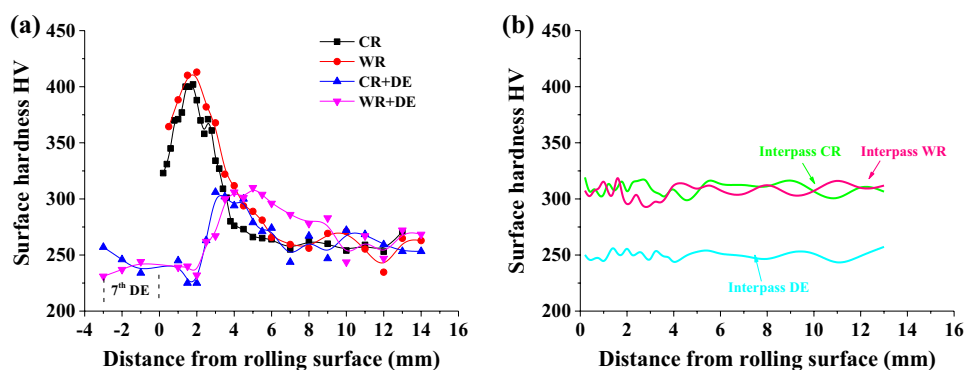 (a)
450
400
350
300
250
200
Surface hardness HV
CR
WR
CR+DE
WR+DE
7th DE
-4 -2 0 2 4 6 8 10 12 14 16
Distance from rolling surface (mm)
(b)
450
400
350
300
250
200
Surface hardness HV
Interpass CR
Interpass WR
Interpass DE
0 2 4 6 8 10 12 14 16
Distance from rolling surface (mm)